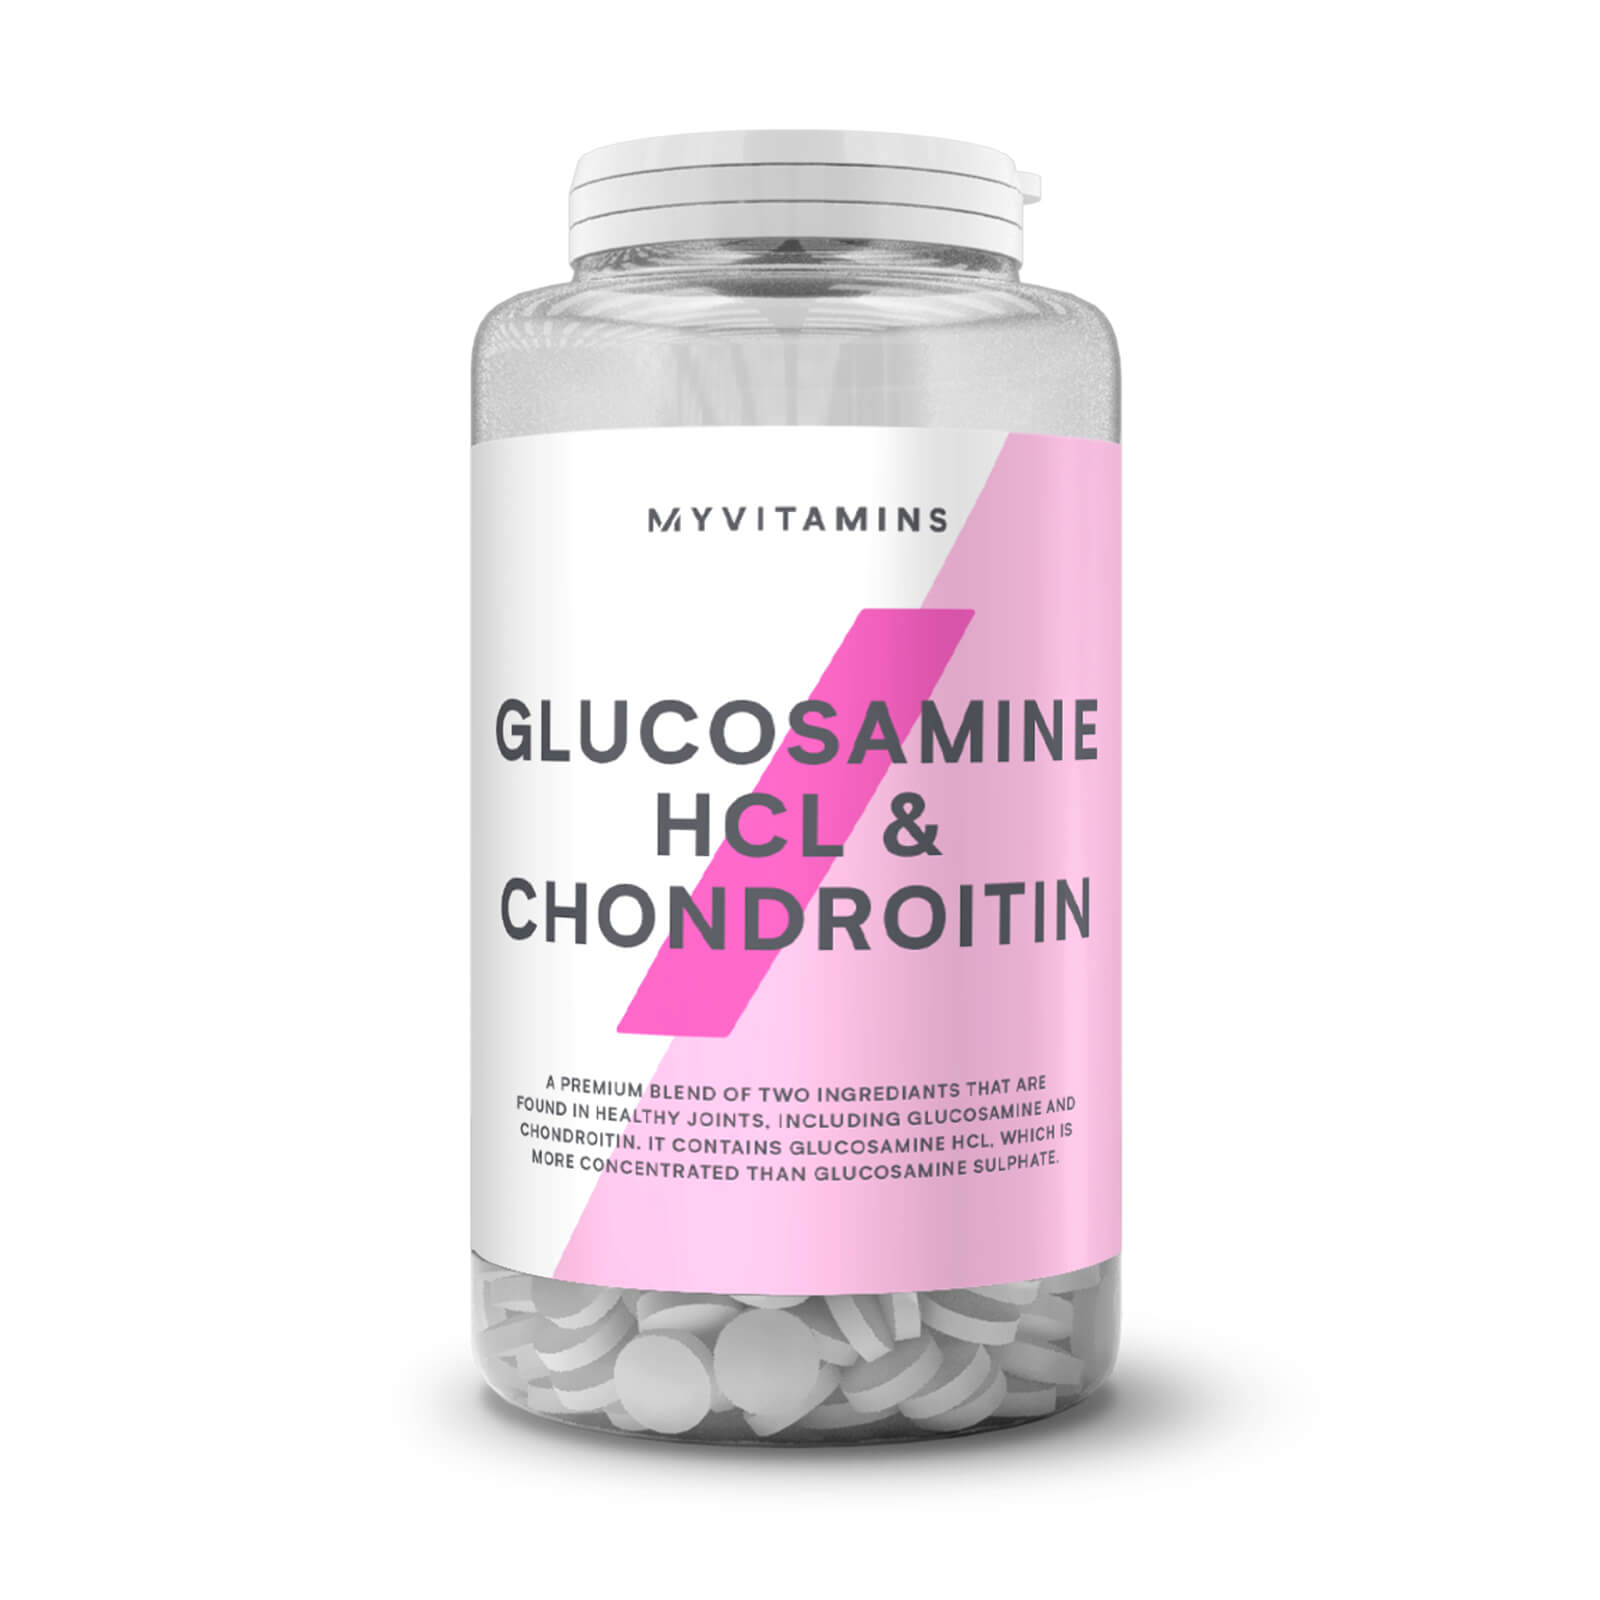 MYVITAMINS
GLUCOSAMINE
HCL &
CHONDROITIN
A PREMIUM BLEND OF TWO INGREDIANTS THAT ARE
FOUND IN HEALTHY JOINTS, INCLUDING GLUCOSAMINE AND
CHONDROITIN. IT CONTAINS GLUCOSAMINE HCL, WHICH IS
MORE CONCENTRATED THAN GLUCOSAMINE SULPHATE.